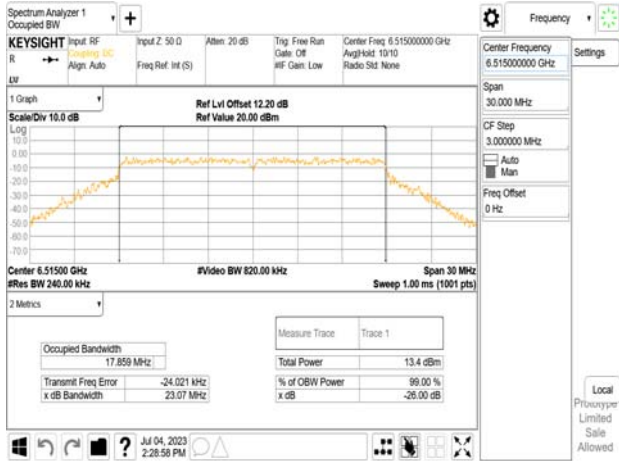 Spectrum Analyzer 1
Occupied BW
KEYSIGHT
R
Input: RF
Coupling: DC
Align: Auto
Input Z: 50 Ω
Freq Ref: Int (S)
Atten: 20 dB
Trig: Free Run
Gate: Off
#IF Gain: Low
Center Freq: 6.515000000 GHz
Avg|Hold: 10/10
Radio Std: None
LXI
1 Graph
Scale/Div 10.0 dB
Ref Lvl Offset 12.20 dB
Ref Value 20.00 dBm
Log
10.0
0.00
-10.0
-20.0
-30.0
-40.0
-50.0
-60.0
-70.0
Center 6.51500 GHz
#Video BW 820.00 kHz
Span 30 MHz
#Res BW 240.00 kHz
Sweep 1.00 ms (1001 pts)
2 Metrics
Measure Trace
Trace 1
Occupied Bandwidth
17.859 MHz
Total Power
13.4 dBm
Transmit Freq Error
-24.021 kHz
% of OBW Power
99.00 %
x dB Bandwidth
23.07 MHz
x dB
-26.00 dB
Jul 04, 2023
2:28:58 PM
Frequency
Center Frequency
6.515000000 GHz
Settings
Span
30.000 MHz
CF Step
3.000000 MHz
Auto
Man
Freq Offset
0 Hz
Local
Prototype
Limited
Sale
Allowed